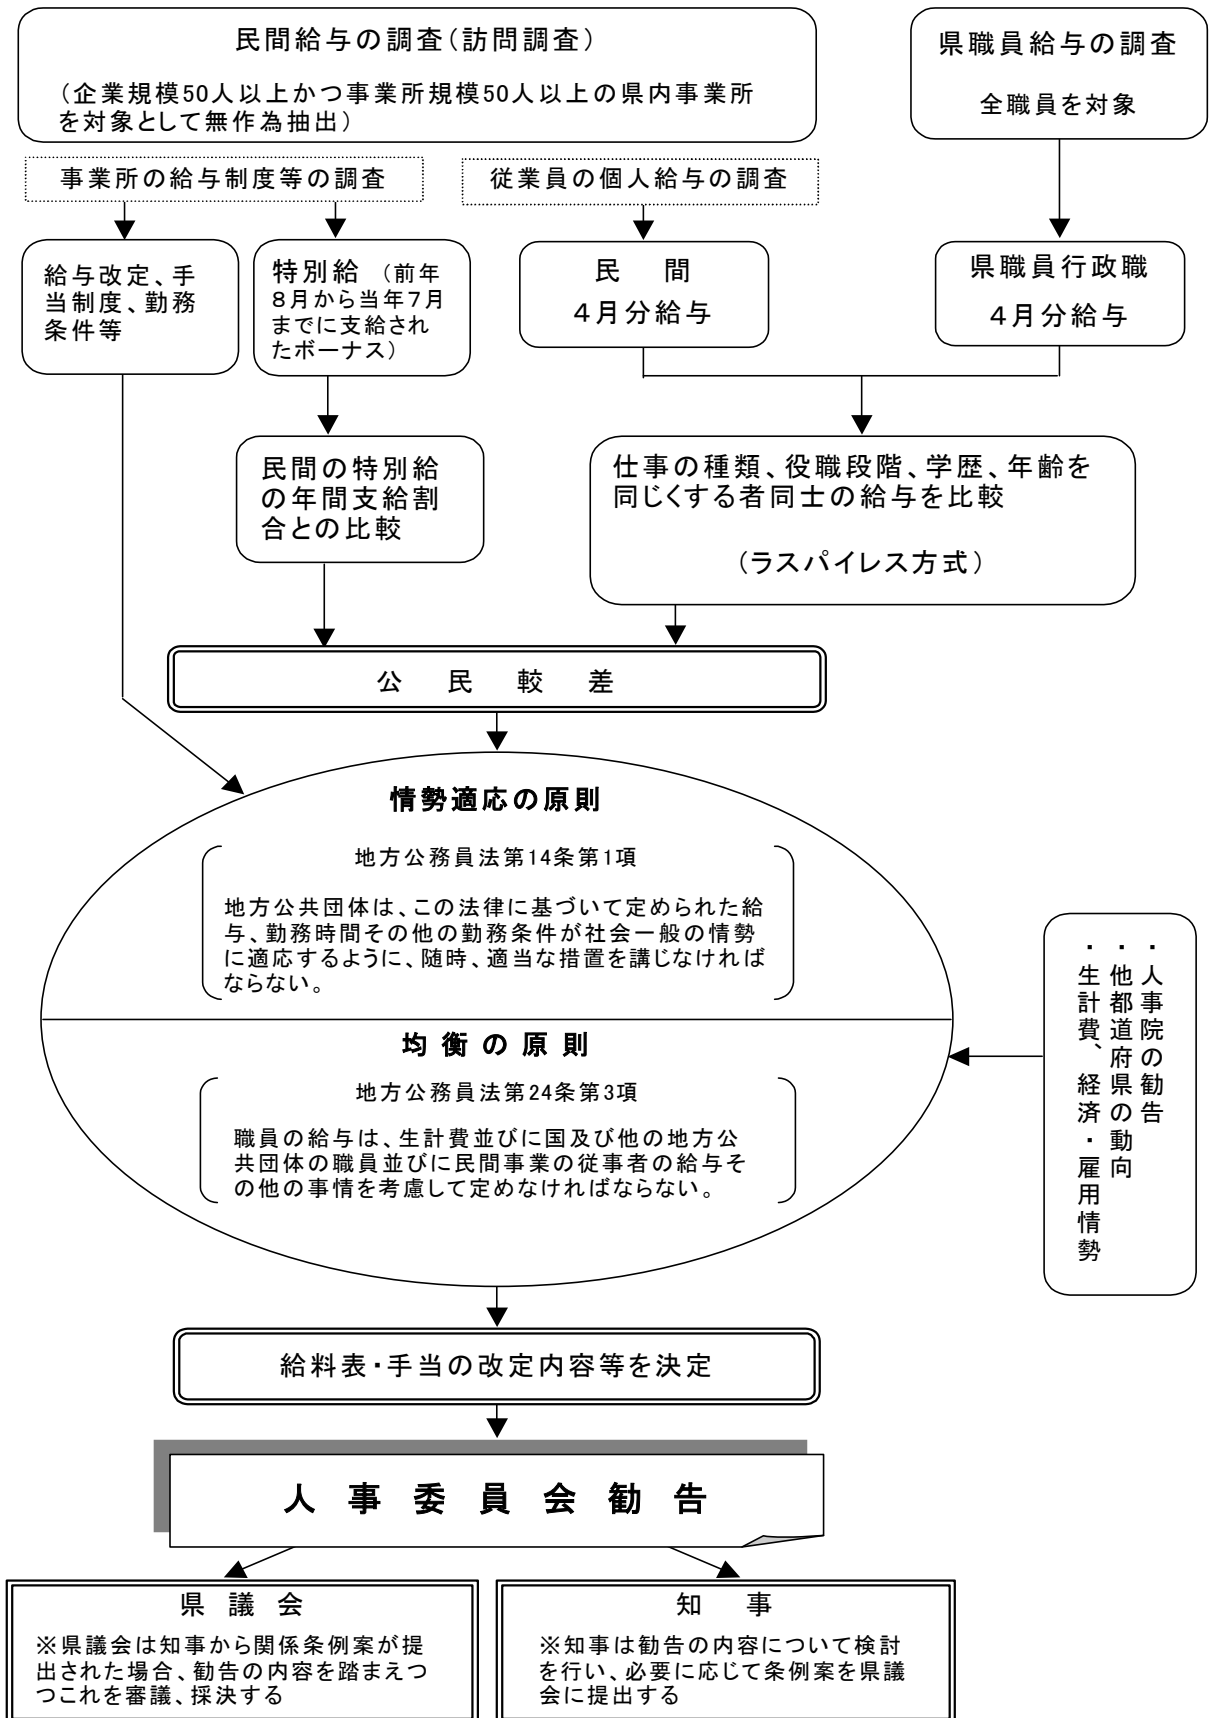 民間給与の調査(訪問調査)
(企業規模50人以上かつ事業所規模50人以上の県内事業所
を対象として無作為抽出)
県職員給与の調査
全職員を対象
事業所の給与制度等の調査
従業員の個人給与の調査
給与改定、手
当制度、勤務
条件等
特別給 (前年
8月から当年7月
までに支給され
たボーナス)
民 間
4月分給与
県職員行政職
4月分給与
民間の特別給
の年間支給割
合との比較
仕事の種類、役職段階、学歴、年齢を
同じくする者同士の給与を比較
(ラスパイレス方式)
公 民 較 差
情勢適応の原則
地方公務員法第14条第1項
地方公共団体は、この法律に基づいて定められた給
与、勤務時間その他の勤務条件が社会一般の情勢
に適応するように、随時、適当な措置を講じなければ
ならない。
均 衡 の 原 則
地方公務員法第24条第3項
職員の給与は、生計費並びに国及び他の地方公
共団体の職員並びに民間事業の従事者の給与そ
の他の事情を考慮して定めなければならない。
・人事院の勧告
・他都道府県の動向
・生計費、経済・雇用情勢
給料表・手当の改定内容等を決定
人 事 委 員 会 勧 告
県 議 会
※県議会は知事から関係条例案が提
出された場合、勧告の内容を踏まえつ
つこれを審議、採決する
知 事
※知事は勧告の内容について検討
を行い、必要に応じて条例案を県議
会に提出する